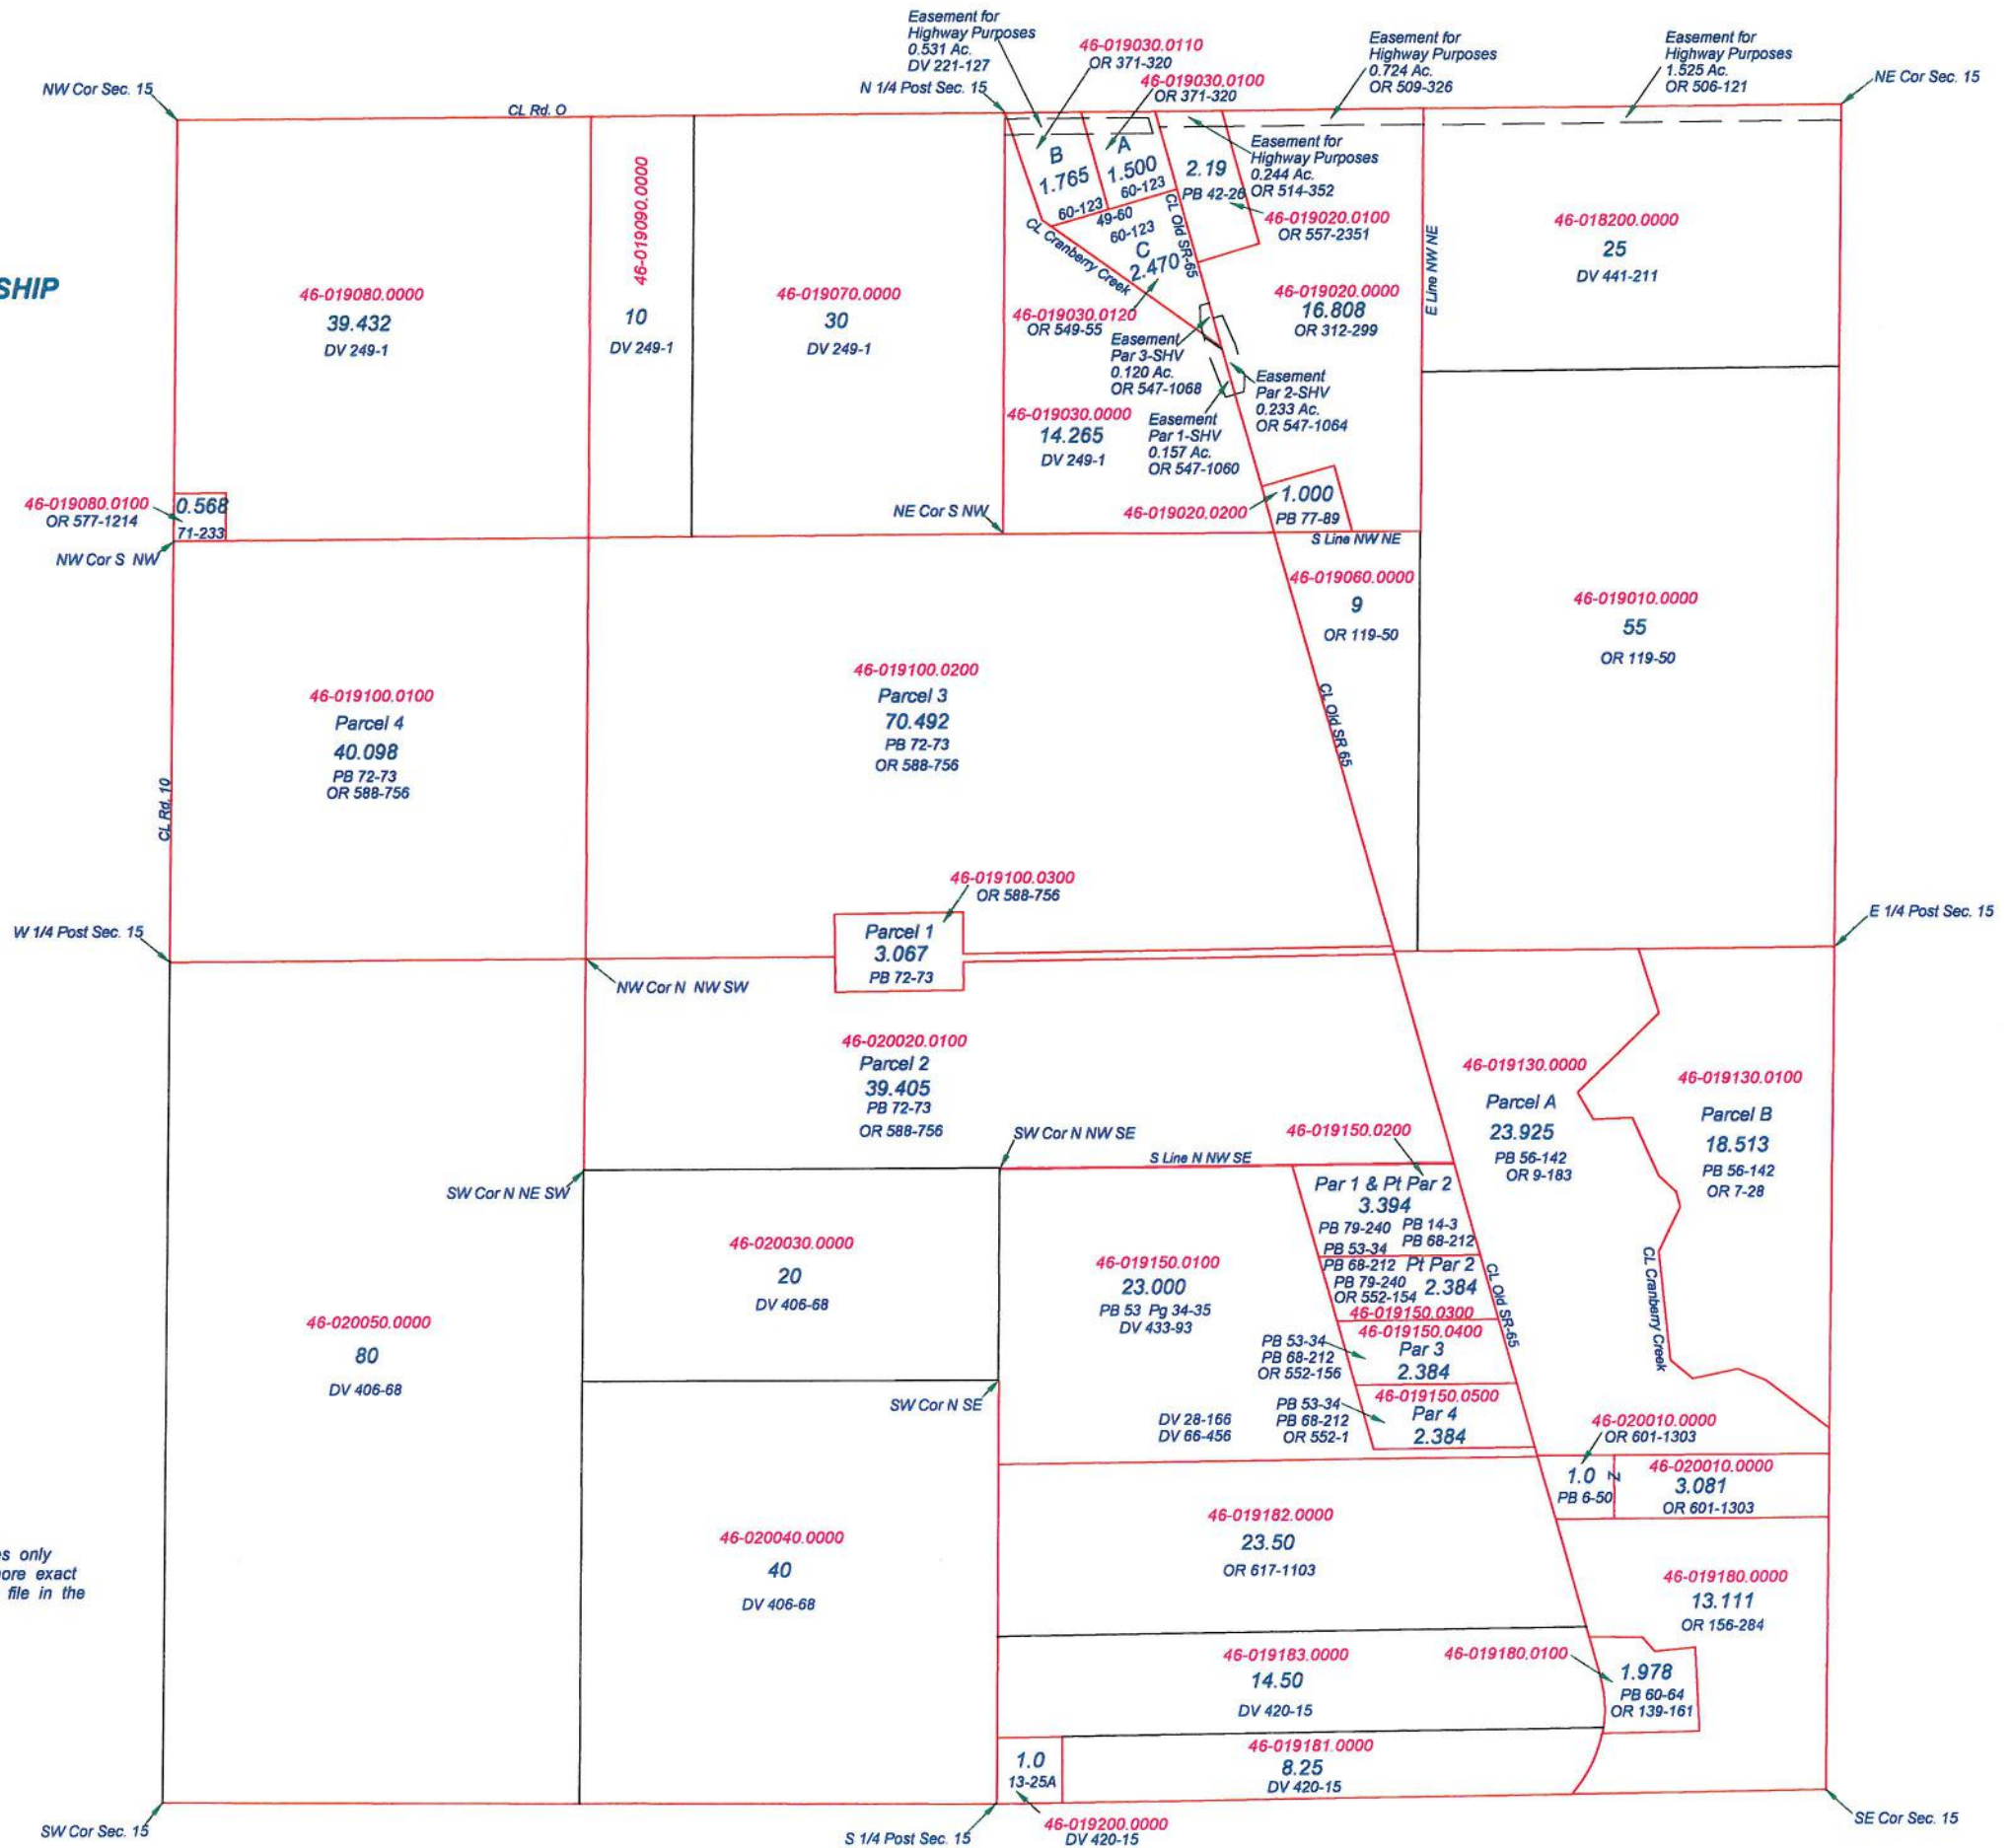 Easement for
Highway Purposes
0.531 Ac.
DV 221-127
46-019030.0110
OR 371-320
46-019030.0100
OR 371-320
Easement for
Highway Purposes
0.724 Ac.
OR 509-326
Easement for
Highway Purposes
1.525 Ac.
OR 506-121
NW Cor Sec. 15
CL Rd. O
N 1/4 Post Sec. 15
NE Cor Sec. 15
SHIP
46-019080.0000
39.432
DV 249-1
46-019090.0000
10
DV 249-1
46-019070.0000
30
DV 249-1
B
1.765
60-123
A
1.500
60-123
49-60
60-123
C
2.470
CL Cranberry Creek
CL Old SR-65
2.19
PB 42-26
Easement for
Highway Purposes
0.244 Ac.
OR 514-352
46-019020.0100
OR 557-2351
46-019020.0000
16.808
OR 312-299
E Line NW NE
46-018200.0000
25
DV 441-211
46-019030.0120
OR 549-55
Easement
Par 3-SHV
0.120 Ac.
OR 547-1068
Easement
Par 2-SHV
0.233 Ac.
OR 547-1064
46-019030.0000
14.265
DV 249-1
Easement
Par 1-SHV
0.157 Ac.
OR 547-1060
46-019080.0100
OR 577-1214
0.568
71-233
NW Cor S NW
NE Cor S NW
46-019020.0200
1.000
PB 77-89
S Line NW NE
46-019060.0000
9
OR 119-50
46-019010.0000
55
OR 119-50
CL Old SR 65
46-019100.0100
Parcel 4
40.098
PB 72-73
OR 588-756
46-019100.0200
Parcel 3
70.492
PB 72-73
OR 588-756
CL Rd. 10
46-019100.0300
OR 588-756
Parcel 1
3.067
PB 72-73
W 1/4 Post Sec. 15
E 1/4 Post Sec. 15
NW Cor N NW SW
46-020020.0100
Parcel 2
39.405
PB 72-73
OR 588-756
46-019130.0000
Parcel A
23.925
PB 56-142
OR 9-183
46-019130.0100
Parcel B
18.513
PB 56-142
OR 7-28
CL Cranberry Creek
SW Cor N NW SE
S Line N NW SE
46-019150.0200
SW Cor N NE SW
Par 1 & Pt Par 2
3.394
PB 79-240 PB 14-3
PB 53-34 PB 68-212
PB 68-212 Pt Par 2
PB 79-240 2.384
OR 552-154
46-019150.0300
CL Old SR-65
46-020030.0000
20
DV 406-68
46-019150.0100
23.000
PB 53 Pg 34-35
DV 433-93
46-020050.0000
80
DV 406-68
PB 53-34
PB 68-212
OR 552-156
46-019150.0400
Par 3
2.384
SW Cor N SE
DV 28-166
DV 66-456
PB 53-34
PB 68-212
OR 552-1
46-019150.0500
Par 4
2.384
46-020010.0000
OR 601-1303
1.0
PB 6-50
Z
46-020010.0000
3.081
OR 601-1303
46-020040.0000
40
DV 406-68
46-019182.0000
23.50
OR 617-1103
s only
ore exact
file in the
46-019180.0000
13.111
OR 156-284
46-019183.0000
14.50
DV 420-15
46-019180.0100
1.978
PB 60-64
OR 139-161
1.0
13-25A
46-019181.0000
8.25
DV 420-15
SW Cor Sec. 15
S 1/4 Post Sec. 15
46-019200.0000
DV 420-15
SE Cor Sec. 15